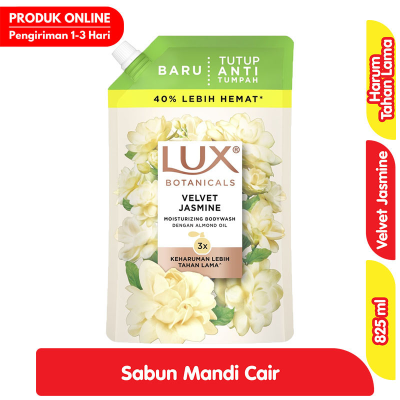 PRODUK ONLINE
Pengiriman 1-3 Hari
BARU
TUTUP
ANTI
TUMPAH
40% LEBIH HEMAT*
LUX®
BOTANICALS
VELVET
JASMINE
MOISTURIZING BODYWASH
DENGAN ALMOND OIL
3x
KEHARUMAN LEBIH
TAHAN LAMA*
Harum
Tahan Lama
Velvet Jasmine
825 ml
Sabun Mandi Cair